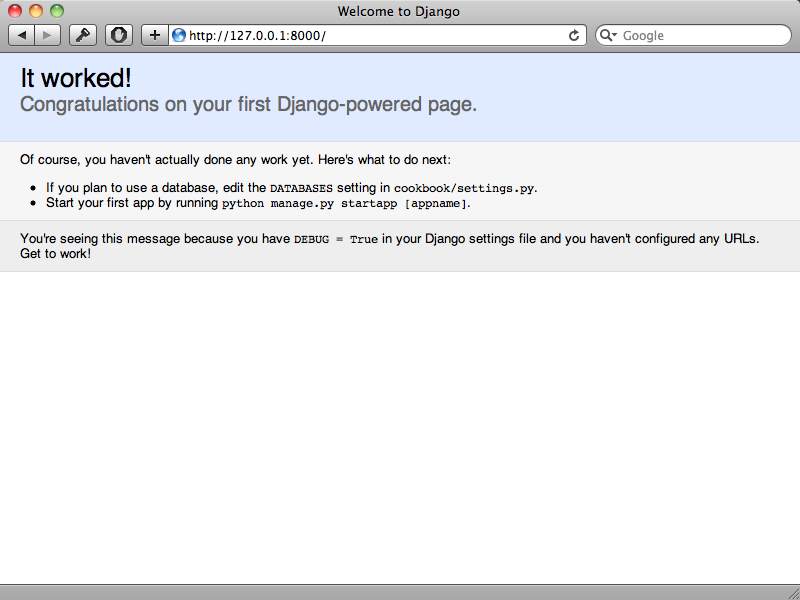 Welcome to Django
http://127.0.0.1:8000/
Google
It worked!
Congratulations on your first Django-powered page.
Of course, you haven't actually done any work yet. Here's what to do next:
If you plan to use a database, edit the DATABASES setting in cookbook/settings.py.
Start your first app by running python manage.py startapp [appname].
You're seeing this message because you have DEBUG = True in your Django settings file and you haven't configured any URLs.
Get to work!